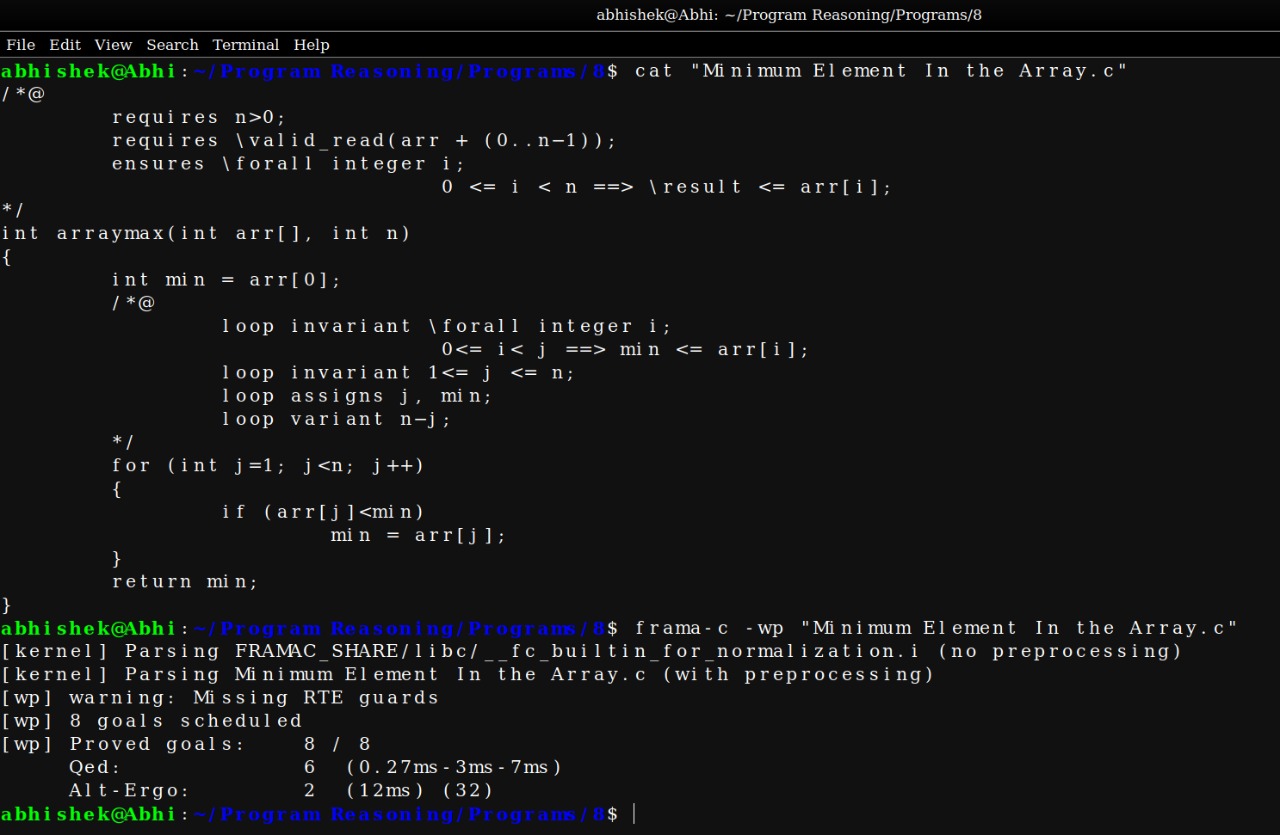 abhishek@Abhi: ~/Program Reasoning/Programs/8
File Edit View Search Terminal Help
abhishek@Abhi:~/Program Reasoning/Programs/8$ cat "Minimum Element In the Array.c"
/*@
requires n>0;
requires \valid_read(arr + (0..n-1));
ensures \forall integer i;
0 <= i < n ==> \result <= arr[i];
*/
int arraymax(int arr[], int n)
{
int min = arr[0];
/*@
loop invariant \forall integer i;
0<= i< j ==> min <= arr[i];
loop invariant 1<= j <= n;
loop assigns j, min;
loop variant n-j;
*/
for (int j=1; j<n; j++)
{
if (arr[j]<min)
min = arr[j];
}
return min;
}
abhishek@Abhi:~/Program Reasoning/Programs/8$ frama-c -wp "Minimum Element In the Array.c"
[kernel] Parsing FRAMAC_SHARE/libc/__fc_builtin_for_normalization.i (no preprocessing)
[kernel] Parsing Minimum Element In the Array.c (with preprocessing)
[wp] warning: Missing RTE guards
[wp] 8 goals scheduled
[wp] Proved goals: 8 / 8
Qed: 6 (0.27ms-3ms-7ms)
Alt-Ergo: 2 (12ms) (32)
abhishek@Abhi:~/Program Reasoning/Programs/8$